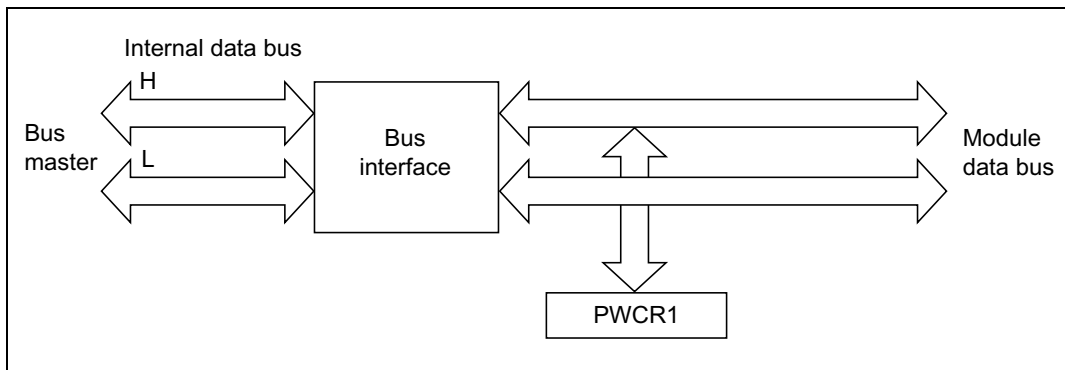 Internal data bus
H
Bus
master
L
Bus
interface
Module
data bus
PWCR1